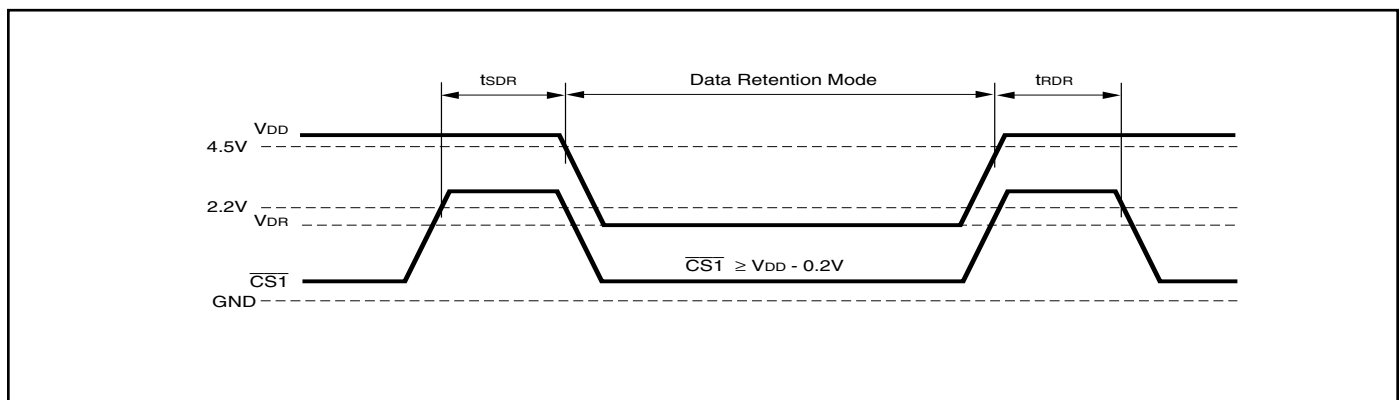 tSDR Data Retention Mode tRDR
VDD
4.5V
2.2V
VDR
CS1 ≥ VDD - 0.2V
CS1
GND